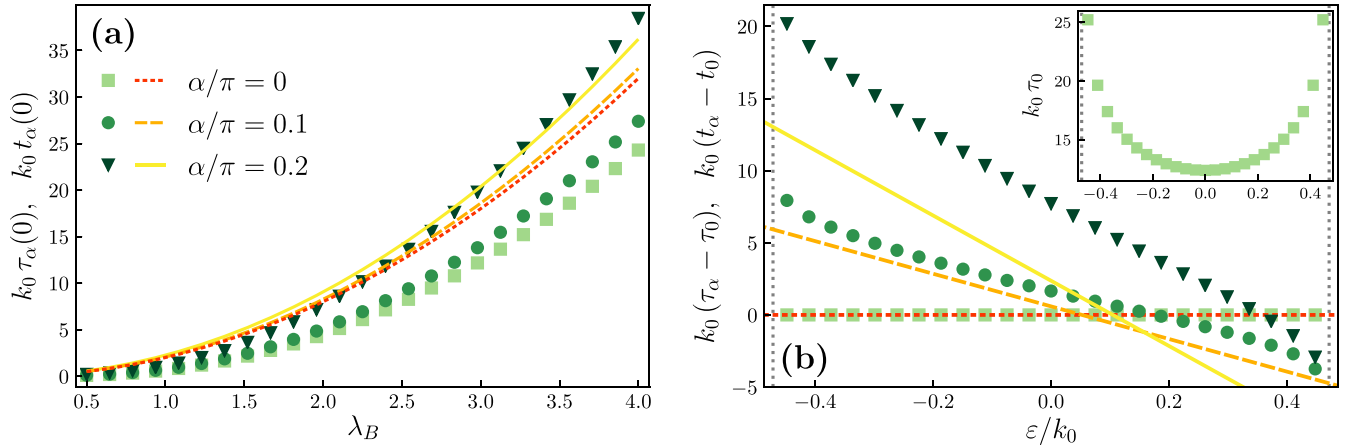 (a)
k₀ τ_α(0), k₀ t_α(0)
35
30
25
20
15
10
5
0
α/π = 0
α/π = 0.1
α/π = 0.2
0.5 1.0 1.5 2.0 2.5 3.0 3.5 4.0
λ_B
(b)
k₀ (τ_α − τ₀), k₀ (t_α − t₀)
20
15
10
5
0
−5
−0.4 −0.2 0.0 0.2 0.4
ε/k₀
k₀ τ₀
25
20
15
−0.4 −0.2 0.0 0.2 0.4